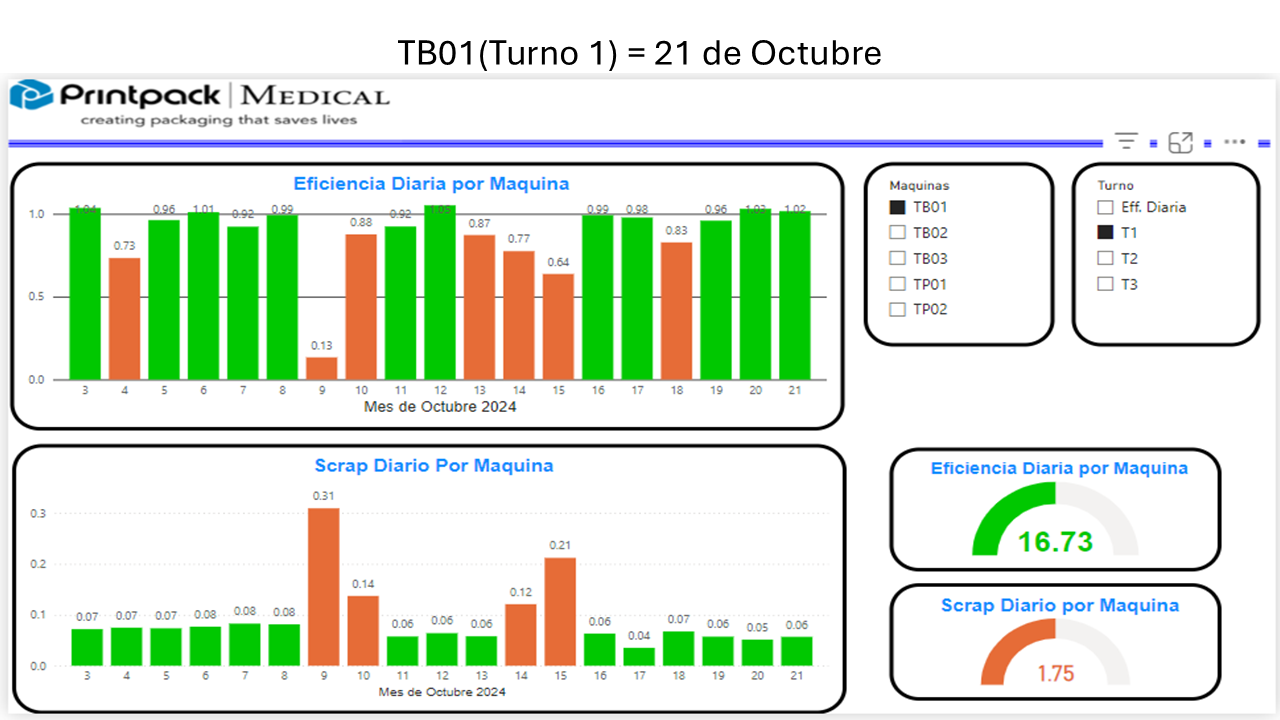 TB01(Turno 1) = 21 de Octubre
Printpack | MEDICAL
creating packaging that saves lives
Eficiencia Diaria por Maquina
1.0
0.5
0.0
1.04
0.73
0.96
1.01
0.92
0.99
0.13
0.88
0.92
1.05
0.87
0.77
0.64
0.99
0.98
0.83
0.96
1.03
1.02
3 4 5 6 7 8 9 10 11 12 13 14 15 16 17 18 19 20 21
Mes de Octubre 2024
Maquinas
TB01
TB02
TB03
TP01
TP02
Turno
Eff. Diaria
T1
T2
T3
Scrap Diario Por Maquina
0.3
0.2
0.1
0.0
0.07
0.07
0.07
0.08
0.08
0.08
0.31
0.14
0.06
0.06
0.06
0.12
0.21
0.06
0.04
0.07
0.06
0.05
0.06
3 4 5 6 7 8 9 10 11 12 13 14 15 16 17 18 19 20 21
Mes de Octubre 2024
Eficiencia Diaria por Maquina
16.73
Scrap Diario por Maquina
1.75